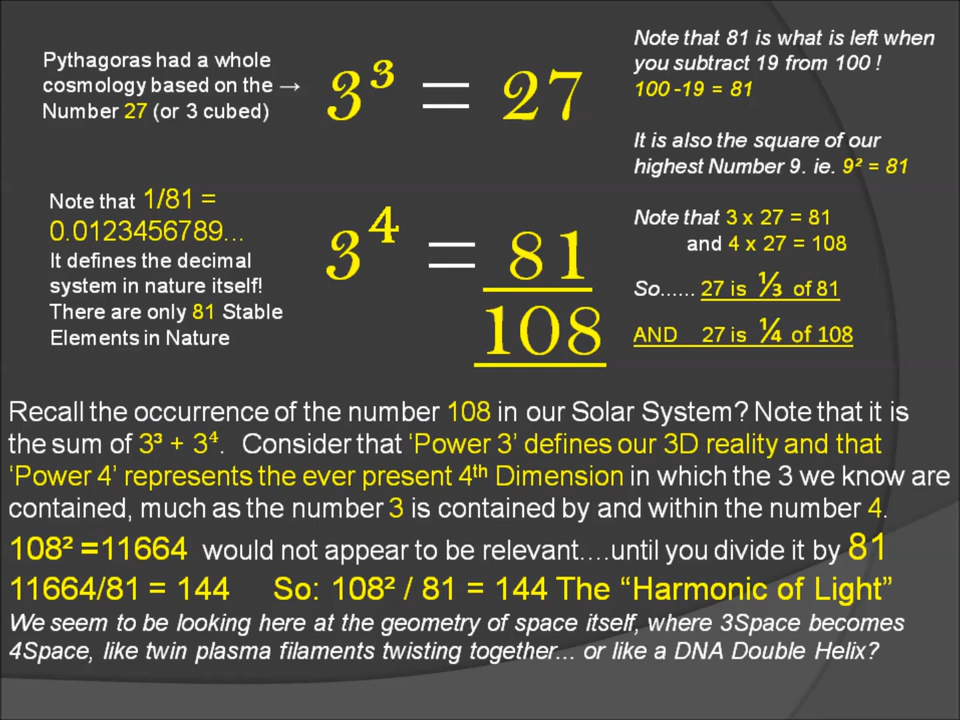 Pythagoras had a whole
cosmology based on the →
Number 27 (or 3 cubed)
3³ = 27
Note that 81 is what is left when
you subtract 19 from 100 !
100 -19 = 81
It is also the square of our
highest Number 9. ie. 9² = 81
Note that 1/81 =
0.0123456789...
It defines the decimal
system in nature itself!
There are only 81 Stable
Elements in Nature
3⁴ = 81
108
Note that 3 x 27 = 81
and 4 x 27 = 108
So...... 27 is ⅓ of 81
AND 27 is ¼ of 108
Recall the occurrence of the number 108 in our Solar System? Note that it is
the sum of 3³ + 3⁴. Consider that ‘Power 3’ defines our 3D reality and that
‘Power 4’ represents the ever present 4ᵗʰ Dimension in which the 3 we know are
contained, much as the number 3 is contained by and within the number 4.
108² =11664 would not appear to be relevant....until you divide it by 81
11664/81 = 144 So: 108² / 81 = 144 The “Harmonic of Light”
We seem to be looking here at the geometry of space itself, where 3Space becomes
4Space, like twin plasma filaments twisting together... or like a DNA Double Helix?